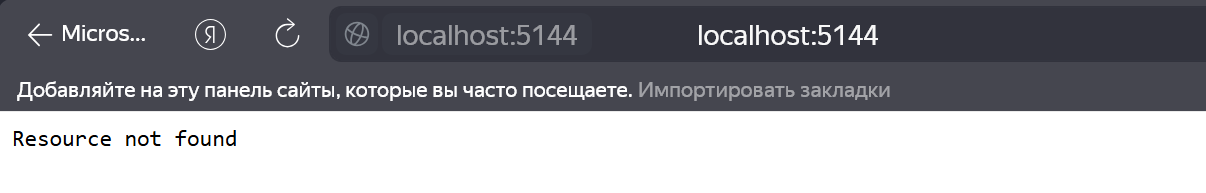 ← Micros... Я localhost:5144 localhost:5144
Добавляйте на эту панель сайты, которые вы часто посещаете. Импортировать закладки
Resource not found